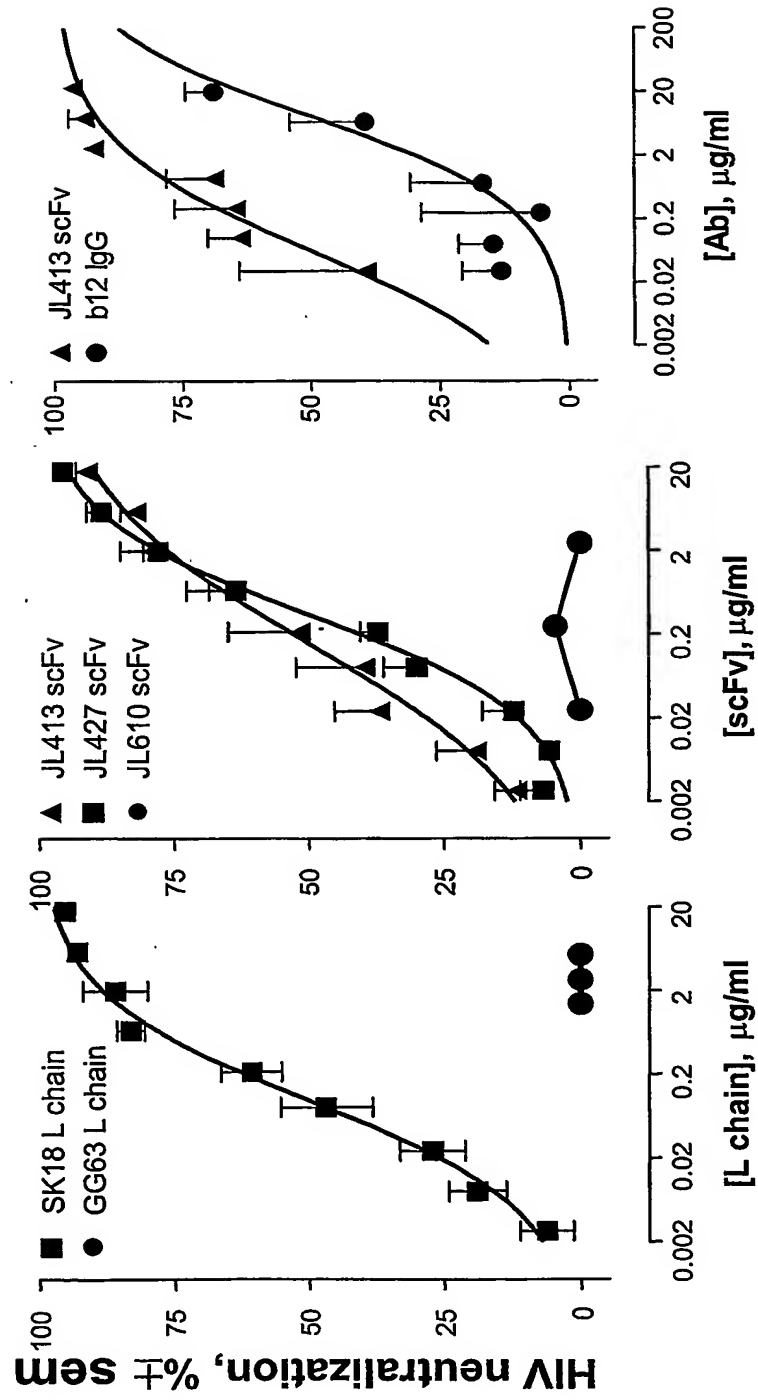 HIV neutralization, %± sem
100
75
50
25
0
SK18 L chain
GG63 L chain
0.002 0.02 0.2 2 20
[L chain], µg/ml
100
75
50
25
0
JL413 scFv
JL427 scFv
JL610 scFv
0.002 0.02 0.2 2 20
[scFv], µg/ml
100
75
50
25
0
JL413 scFv
b12 IgG
0.002 0.02 0.2 2 20 200
[Ab], µg/ml